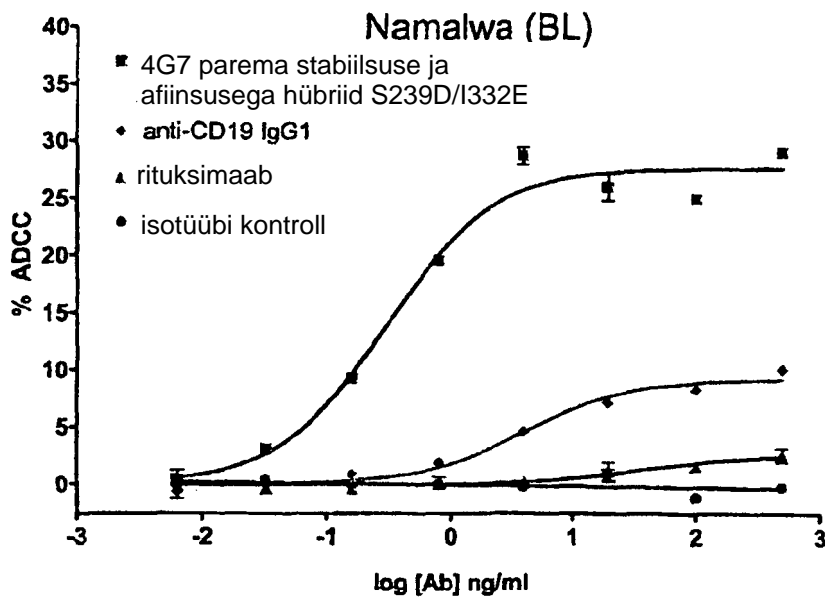 Namalwa (BL)
4G7 parema stabiilsuse ja
afiinsusega hübriid S239D/I332E
anti-CD19 IgG1
rituksimaab
isotüübi kontroll
% ADCC
40
35
30
25
20
15
10
5
0
-3
-2
-1
0
1
2
3
log [Ab] ng/ml